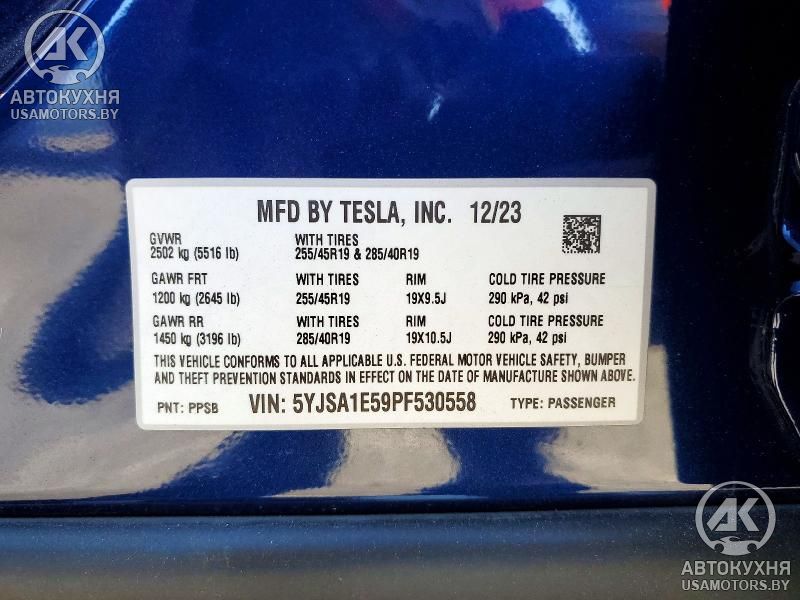 АК
АВТОКУХНЯ
USAMOTORS.BY
MFD BY TESLA, INC. 12/23
GVWR WITH TIRES
2502 kg (5516 lb) 255/45R19 & 285/40R19
GAWR FRT WITH TIRES RIM COLD TIRE PRESSURE
1200 kg (2645 lb) 255/45R19 19X9.5J 290 kPa, 42 psi
GAWR RR WITH TIRES RIM COLD TIRE PRESSURE
1450 kg (3196 lb) 285/40R19 19X10.5J 290 kPa, 42 psi
THIS VEHICLE CONFORMS TO ALL APPLICABLE U.S. FEDERAL MOTOR VEHICLE SAFETY, BUMPER
AND THEFT PREVENTION STANDARDS IN EFFECT ON THE DATE OF MANUFACTURE SHOWN ABOVE.
PNT: PPSB VIN: 5YJSA1E59PF530558 TYPE: PASSENGER
АК
АВТОКУХНЯ
USAMOTORS.BY